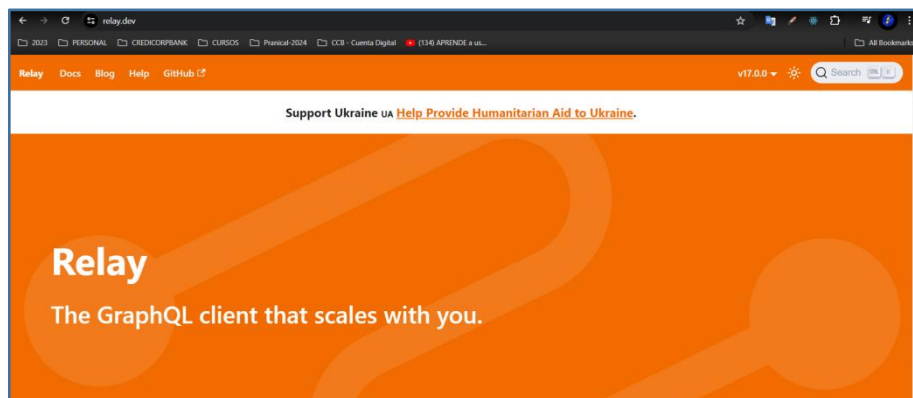 relay.dev
2023 PERSONAL CREDICORPBANK CURSOS Pranical-2024 CCB - Cuenta Digital (134) APRENDE a us... All Bookmarks
Relay Docs Blog Help GitHub v17.0.0 Search
Support Ukraine UA Help Provide Humanitarian Aid to Ukraine.
Relay
The GraphQL client that scales with you.